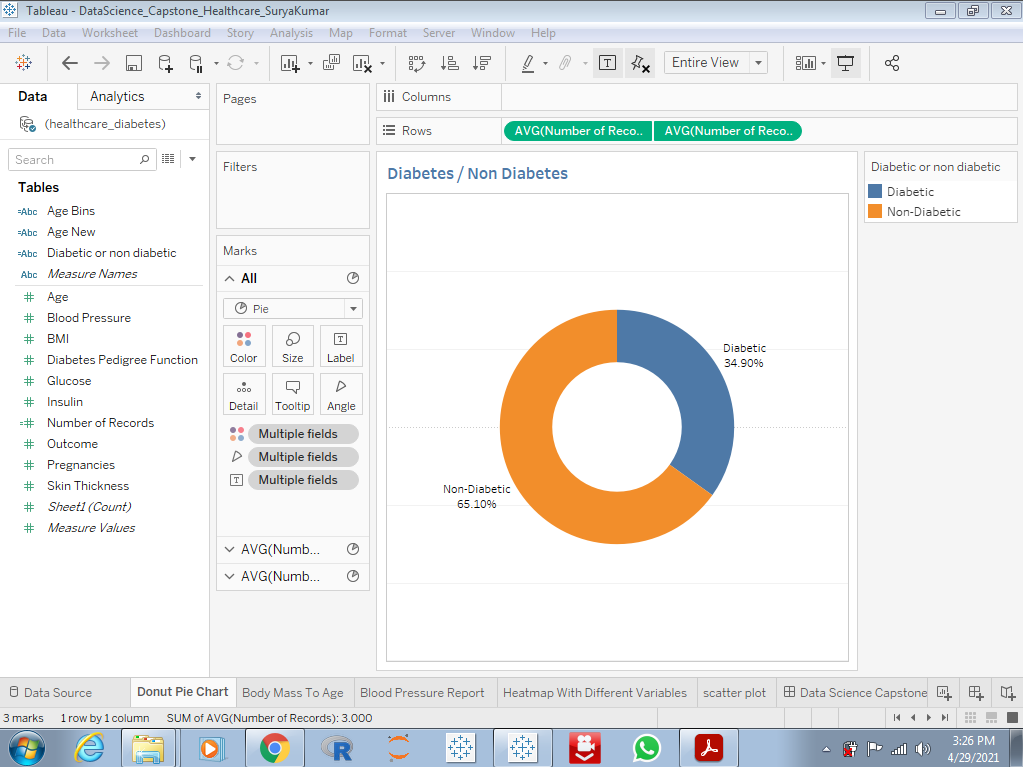 Tableau - DataScience_Capstone_Healthcare_SuryaKumar
File Data Worksheet Dashboard Story Analysis Map Format Server Window Help
Entire View
Data
Analytics
(healthcare_diabetes)
Search
Tables
Abc Age Bins
Abc Age New
Abc Diabetic or non diabetic
Abc Measure Names
Age
Blood Pressure
BMI
Diabetes Pedigree Function
Glucose
Insulin
Number of Records
Outcome
Pregnancies
Skin Thickness
Sheet1 (Count)
Measure Values
Pages
Filters
Marks
All
Pie
Color Size Label
Detail Tooltip Angle
Multiple fields
Multiple fields
Multiple fields
AVG(Numb...
AVG(Numb...
Columns
Rows AVG(Number of Reco.. AVG(Number of Reco..
Diabetes / Non Diabetes
Diabetic
34.90%
Non-Diabetic
65.10%
Diabetic or non diabetic
Diabetic
Non-Diabetic
Data Source Donut Pie Chart Body Mass To Age Blood Pressure Report Heatmap With Different Variables scatter plot Data Science Capstone
3 marks 1 row by 1 column SUM of AVG(Number of Records): 3.000
3:26 PM
4/29/2021